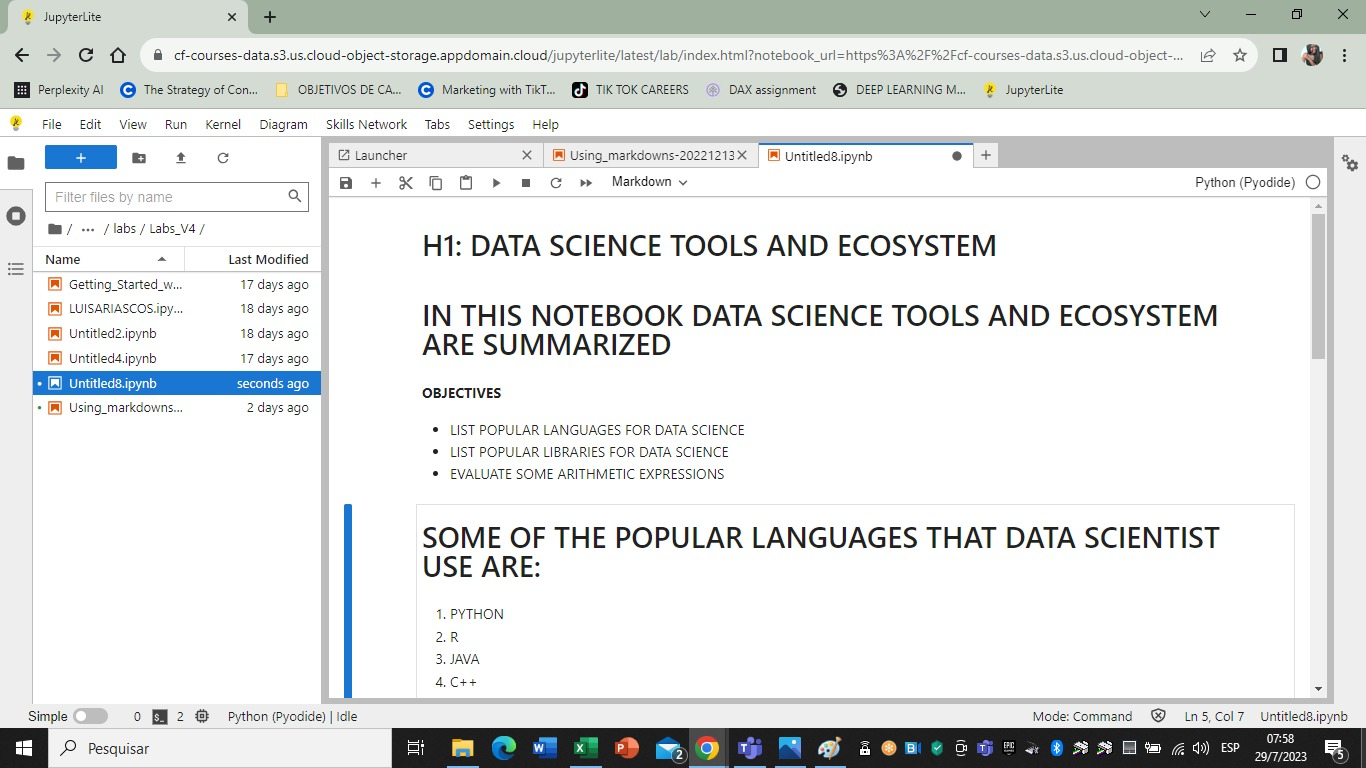 JupyterLite
cf-courses-data.s3.us.cloud-object-storage.appdomain.cloud/jupyterlite/latest/lab/index.html?notebook_url=https%3A%2F%2Fcf-courses-data.s3.us.cloud-object-...
Perplexity AI The Strategy of Con... OBJETIVOS DE CA... Marketing with TikT... TIK TOK CAREERS DAX assignment DEEP LEARNING M... JupyterLite
File Edit View Run Kernel Diagram Skills Network Tabs Settings Help
Launcher Using_markdowns-20221213 Untitled8.ipynb
Markdown Python (Pyodide)
Filter files by name
/ ... / labs / Labs_V4 /
Name Last Modified
Getting_Started_w... 17 days ago
LUISARIASCOS.ipy... 18 days ago
Untitled2.ipynb 18 days ago
Untitled4.ipynb 17 days ago
Untitled8.ipynb seconds ago
Using_markdowns... 2 days ago
H1: DATA SCIENCE TOOLS AND ECOSYSTEM
IN THIS NOTEBOOK DATA SCIENCE TOOLS AND ECOSYSTEM
ARE SUMMARIZED
OBJECTIVES
• LIST POPULAR LANGUAGES FOR DATA SCIENCE
• LIST POPULAR LIBRARIES FOR DATA SCIENCE
• EVALUATE SOME ARITHMETIC EXPRESSIONS
SOME OF THE POPULAR LANGUAGES THAT DATA SCIENTIST
USE ARE:
1. PYTHON
2. R
3. JAVA
4. C++
Simple 0 2 Python (Pyodide) | Idle Mode: Command Ln 5, Col 7 Untitled8.ipynb
Pesquisar 2 ESP 07:58
29/7/2023 5